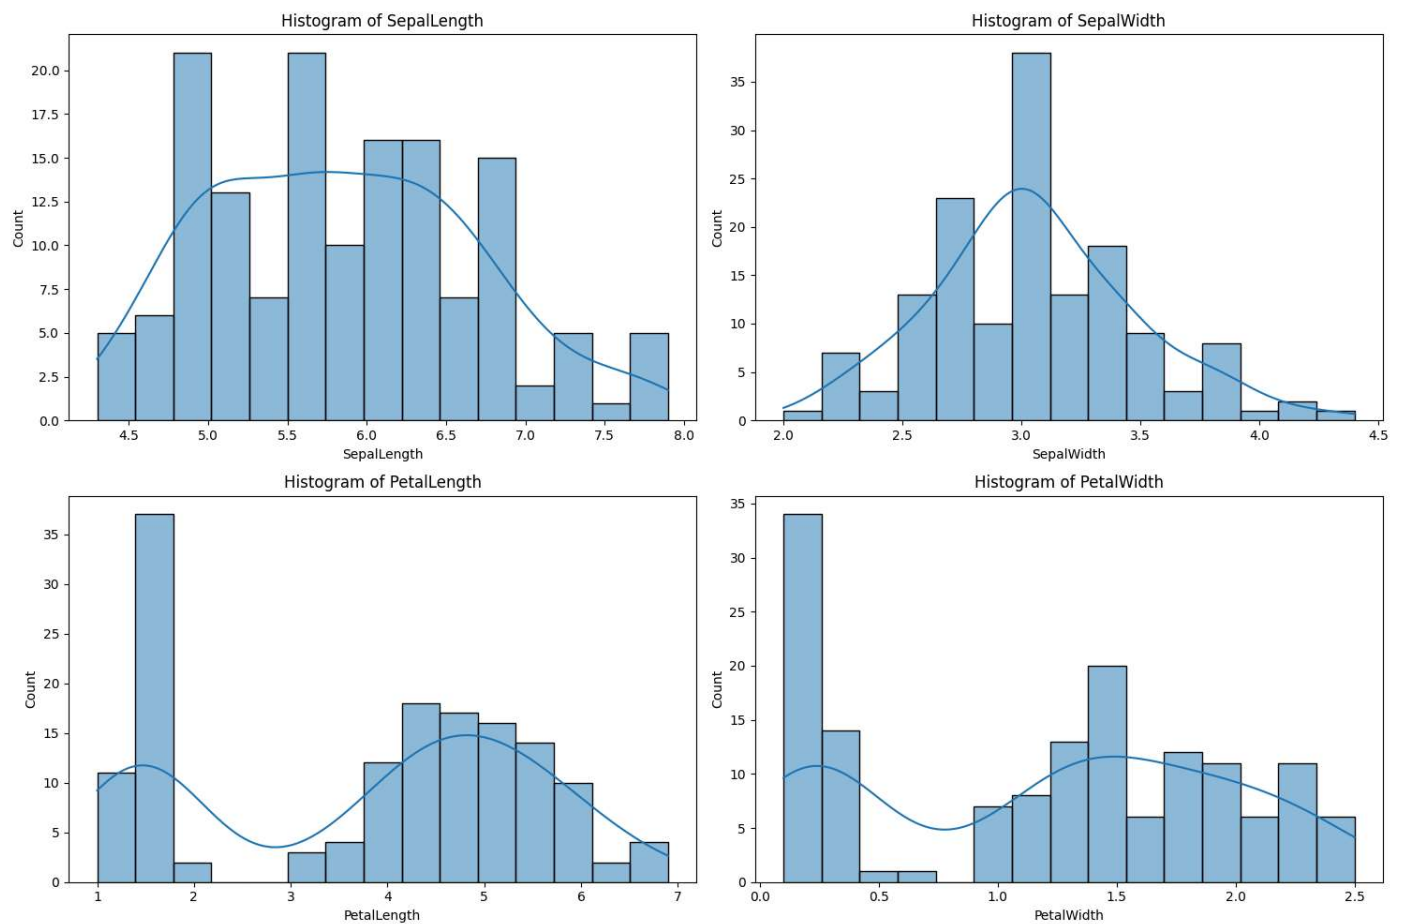 Histogram of SepalLength
Count
20.0
17.5
15.0
12.5
10.0
7.5
5.0
2.5
0.0
4.5 5.0 5.5 6.0 6.5 7.0 7.5 8.0
SepalLength
Histogram of SepalWidth
Count
35
30
25
20
15
10
5
0
2.0 2.5 3.0 3.5 4.0 4.5
SepalWidth
Histogram of PetalLength
Count
35
30
25
20
15
10
5
0
1 2 3 4 5 6 7
PetalLength
Histogram of PetalWidth
Count
35
30
25
20
15
10
5
0
0.0 0.5 1.0 1.5 2.0 2.5
PetalWidth